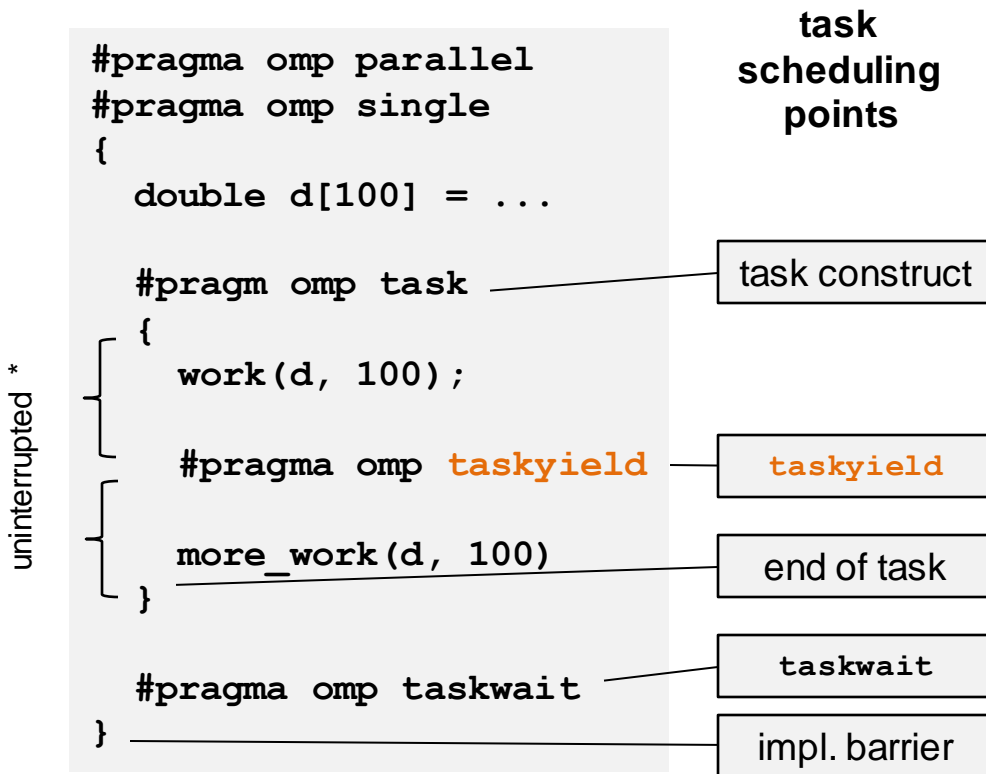 task
scheduling
points
#pragma omp parallel
#pragma omp single
{
double d[100] = ...
#pragm omp task
task construct
{
work(d, 100);
uninterrupted *
#pragma omp taskyield
taskyield
more_work(d, 100)
end of task
}
#pragma omp taskwait
taskwait
}
impl. barrier